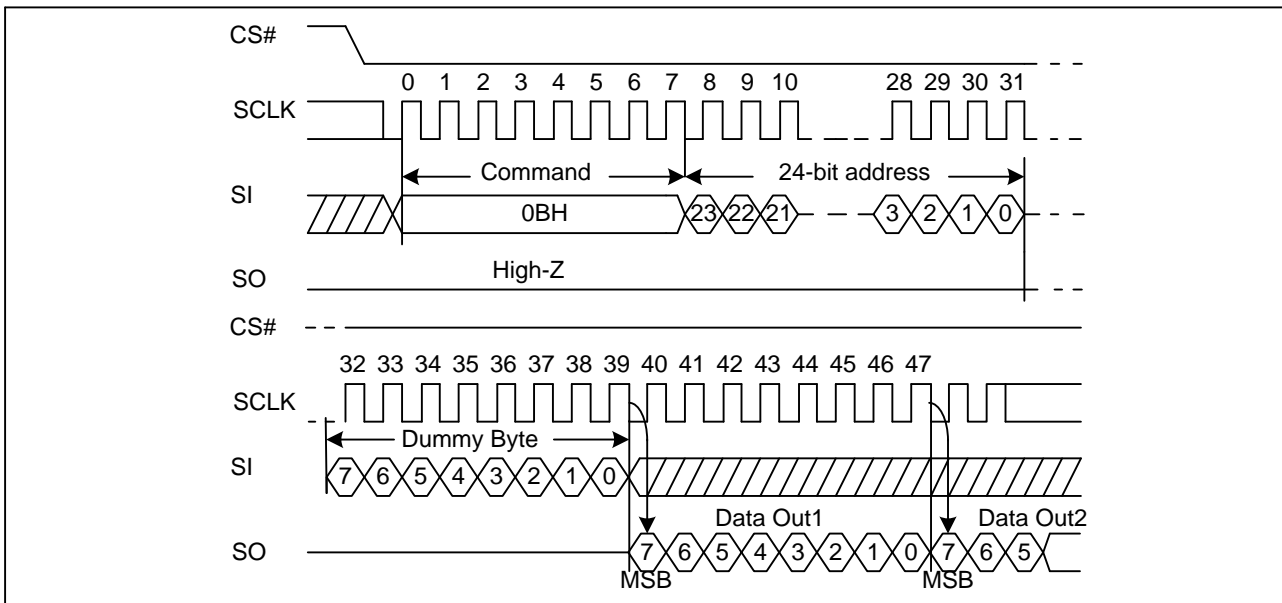 CS#
0 1 2 3 4 5 6 7 8 9 10 28 29 30 31
SCLK
Command 24-bit address
SI
0BH 23 22 21 3 2 1 0
High-Z
SO
CS#
32 33 34 35 36 37 38 39 40 41 42 43 44 45 46 47
SCLK
Dummy Byte
SI
7 6 5 4 3 2 1 0
Data Out1 Data Out2
SO
7 6 5 4 3 2 1 0 7 6 5
MSB MSB